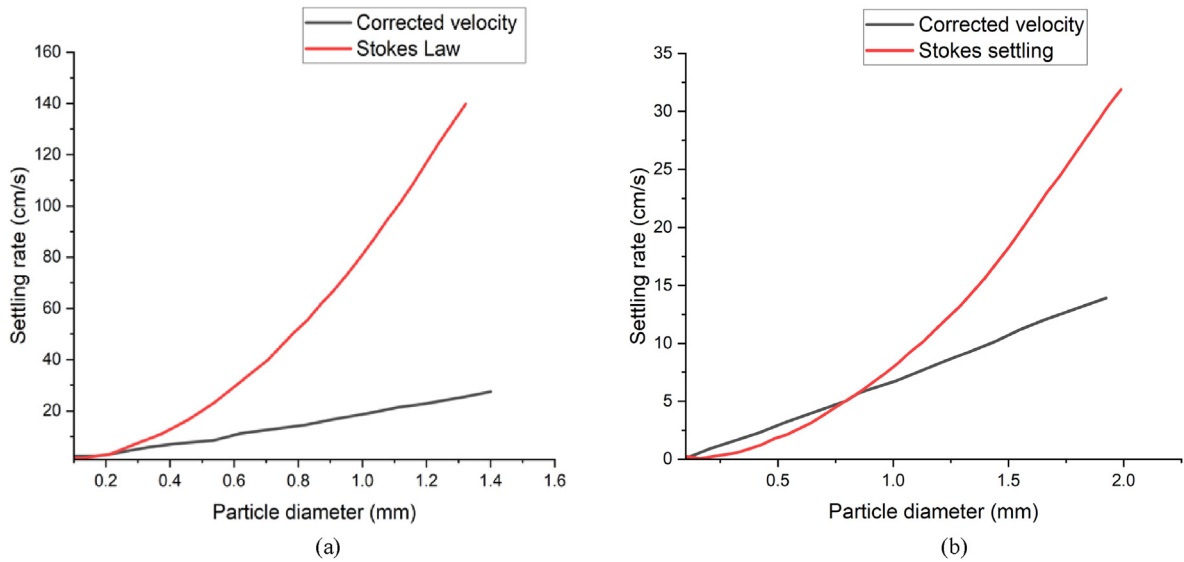 Corrected velocity
Stokes Law
160
140
120
100
80
60
40
20
Settling rate (cm/s)
0.2 0.4 0.6 0.8 1.0 1.2 1.4 1.6
Particle diameter (mm)
(a)
Corrected velocity
Stokes settling
35
30
25
20
15
10
5
0
Settling rate (cm/s)
0.5 1.0 1.5 2.0
Particle diameter (mm)
(b)